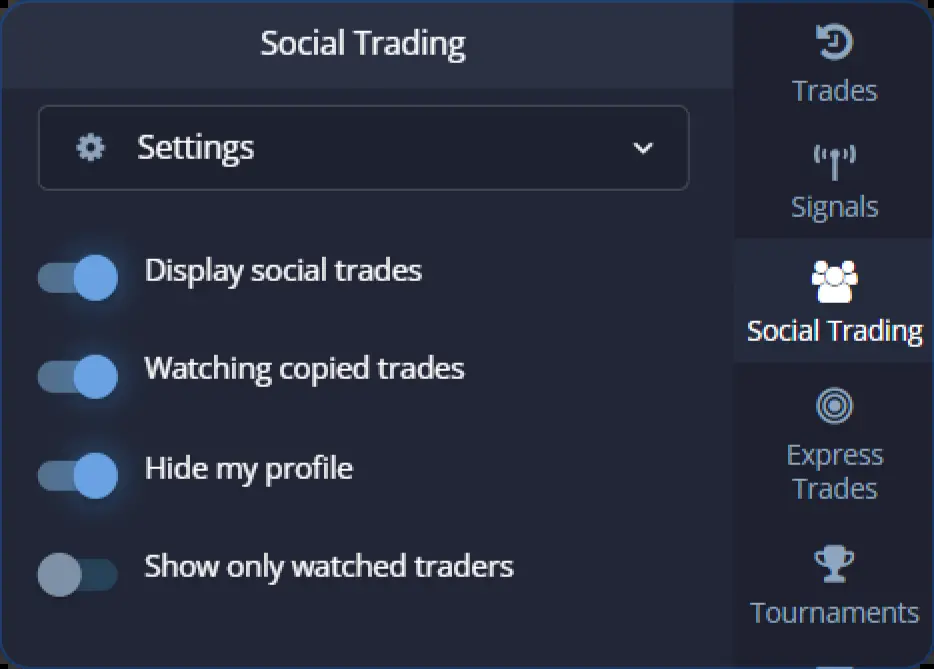 Social Trading
Settings
Display social trades
Watching copied trades
Hide my profile
Show only watched traders
Trades
Signals
Social Trading
Express
Trades
Tournaments